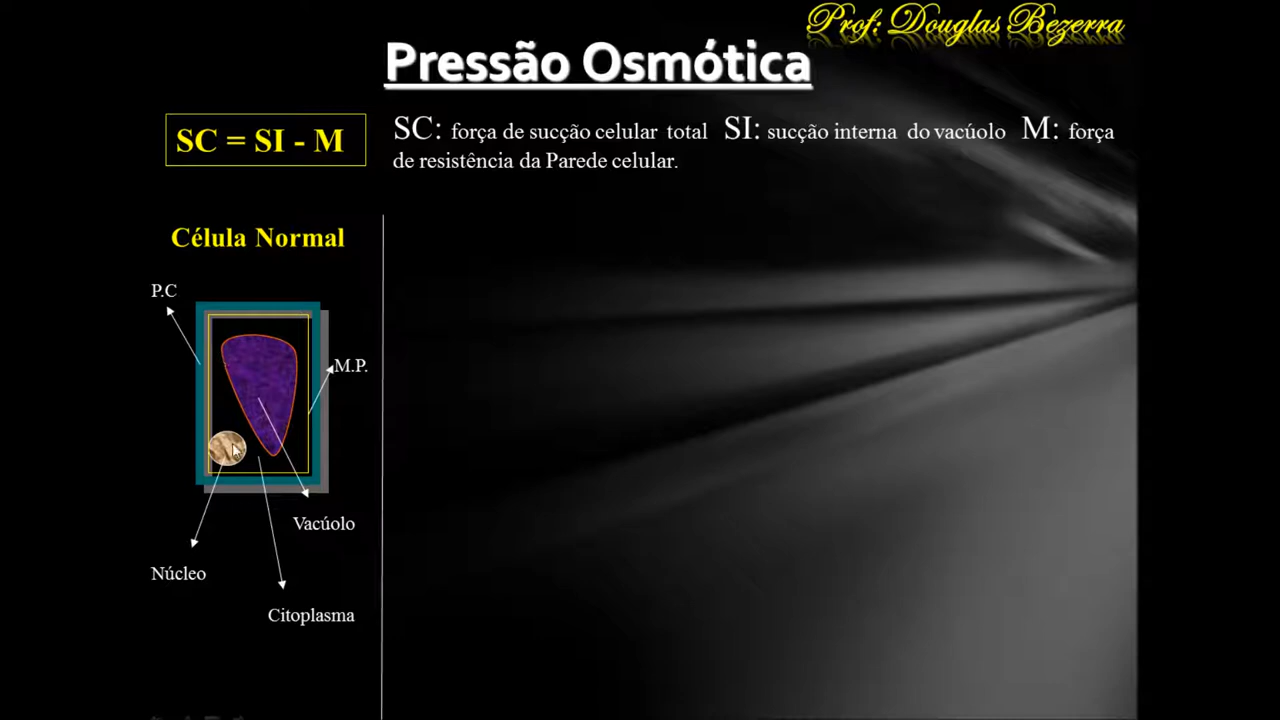 Prof: Douglas Bezerra
Pressão Osmótica
SC = SI - M
SC: força de sucção celular total SI: sucção interna do vacúolo M: força
de resistência da Parede celular.
Célula Normal
P.C
M.P.
Vacúolo
Núcleo
Citoplasma